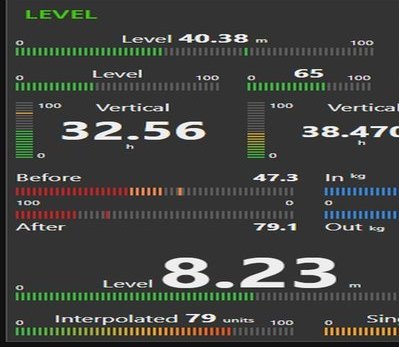 LEVEL
0 Level 40.38 m 100
0 Level 100 0 65 100
100 Vertical 100 Vertical
32.56 38.470
h h
0 0
Before 47.3 In kg
100 0 0
After 79.1 Out kg
0 Level 8.23 m
0 Interpolated 79 units 100 0 Sin